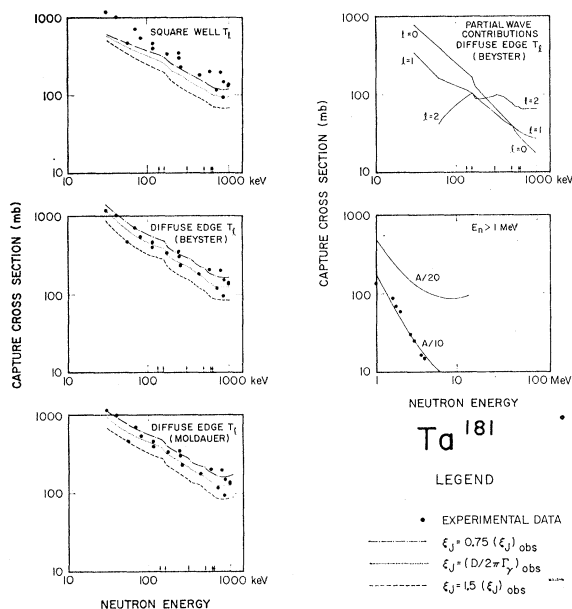 SQUARE WELL Tℓ
1000
100
10
10
100
1000 keV
DIFFUSE EDGE Tℓ
(BEYSTER)
1000
100
10
10
100
1000 keV
DIFFUSE EDGE Tℓ
(MOLDAUER)
1000
100
10
10
100
1000 keV
NEUTRON ENERGY
CAPTURE CROSS SECTION (mb)
PARTIAL WAVE
CONTRIBUTIONS
DIFFUSE EDGE Tℓ
(BEYSTER)
1000
100
10
ℓ=0
ℓ=1
ℓ=2
ℓ=2
ℓ=1
ℓ=0
10
100
1000 keV
En > 1 MeV
1000
100
10
A/20
A/10
1
10
100 MeV
NEUTRON ENERGY
CAPTURE CROSS SECTION (mb)
Ta181
LEGEND
• EXPERIMENTAL DATA
ξJ = 0.75 (ξJ) obs
ξJ = (D/2πΓγ) obs
ξJ = 1.5 (ξJ) obs